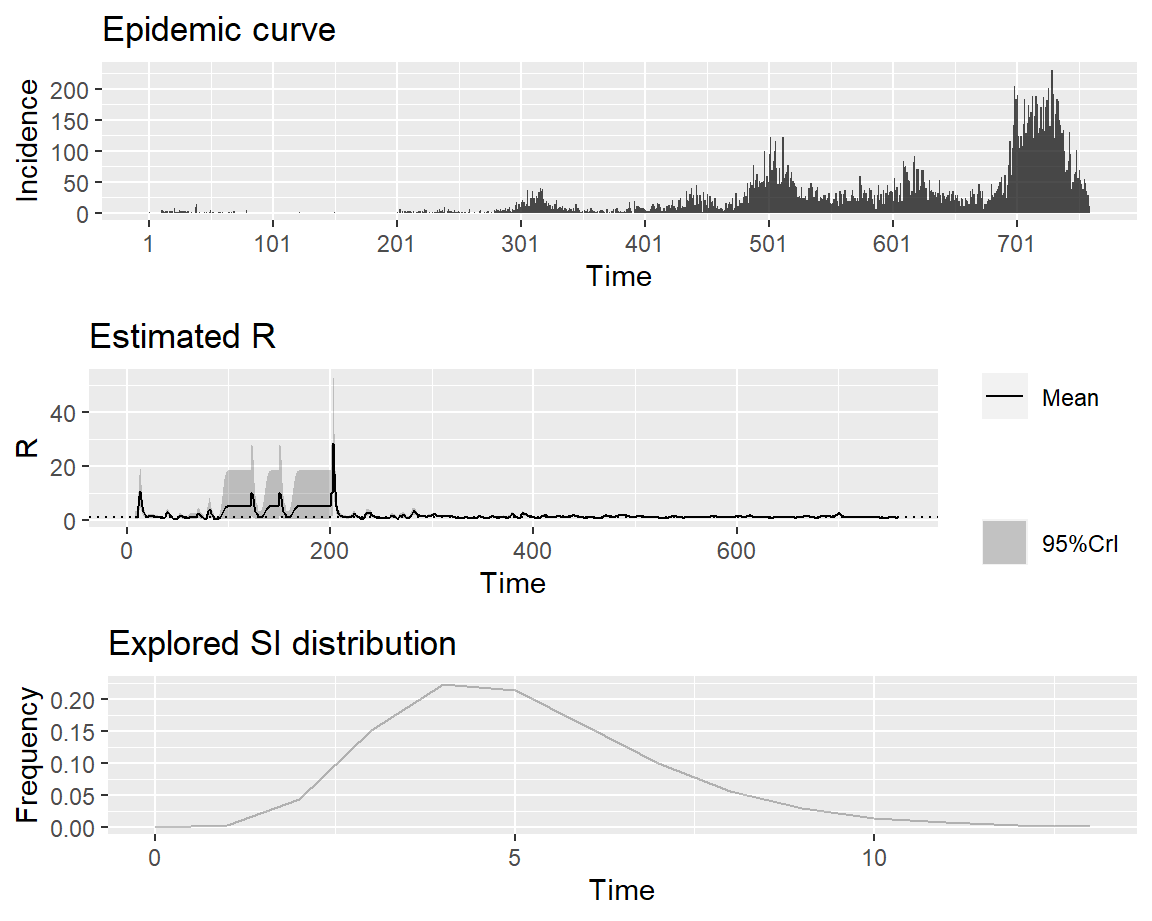 Epidemic curve
Incidence
200
150
100
50
0
1 101 201 301 401 501 601 701
Time
Estimated R
R
40
20
0
0 200 400 600
Time
Mean
95%CrI
Explored SI distribution
Frequency
0.20
0.15
0.10
0.05
0.00
0 5 10
Time